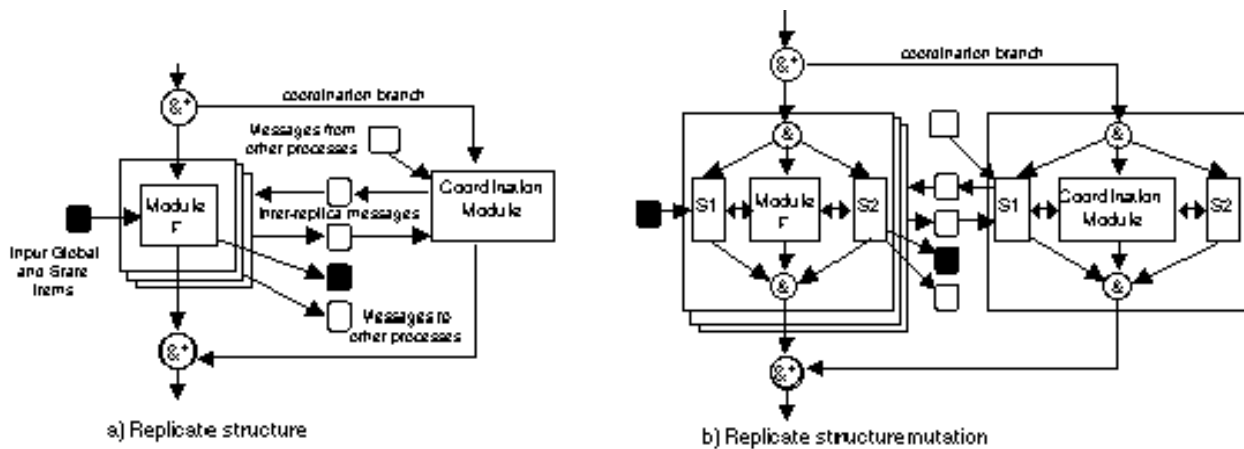 &+
coordination branch
Messages from
other processes
Module
F
Inter-replica messages
Coordination
Module
Input Global
and State
Items
Messages to
other processes
&+
a) Replicate structure
&+
coordination branch
&
&
S1
Module
F
S2
S1
Coordination
Module
S2
&
&
&+
b) Replicate structure mutation